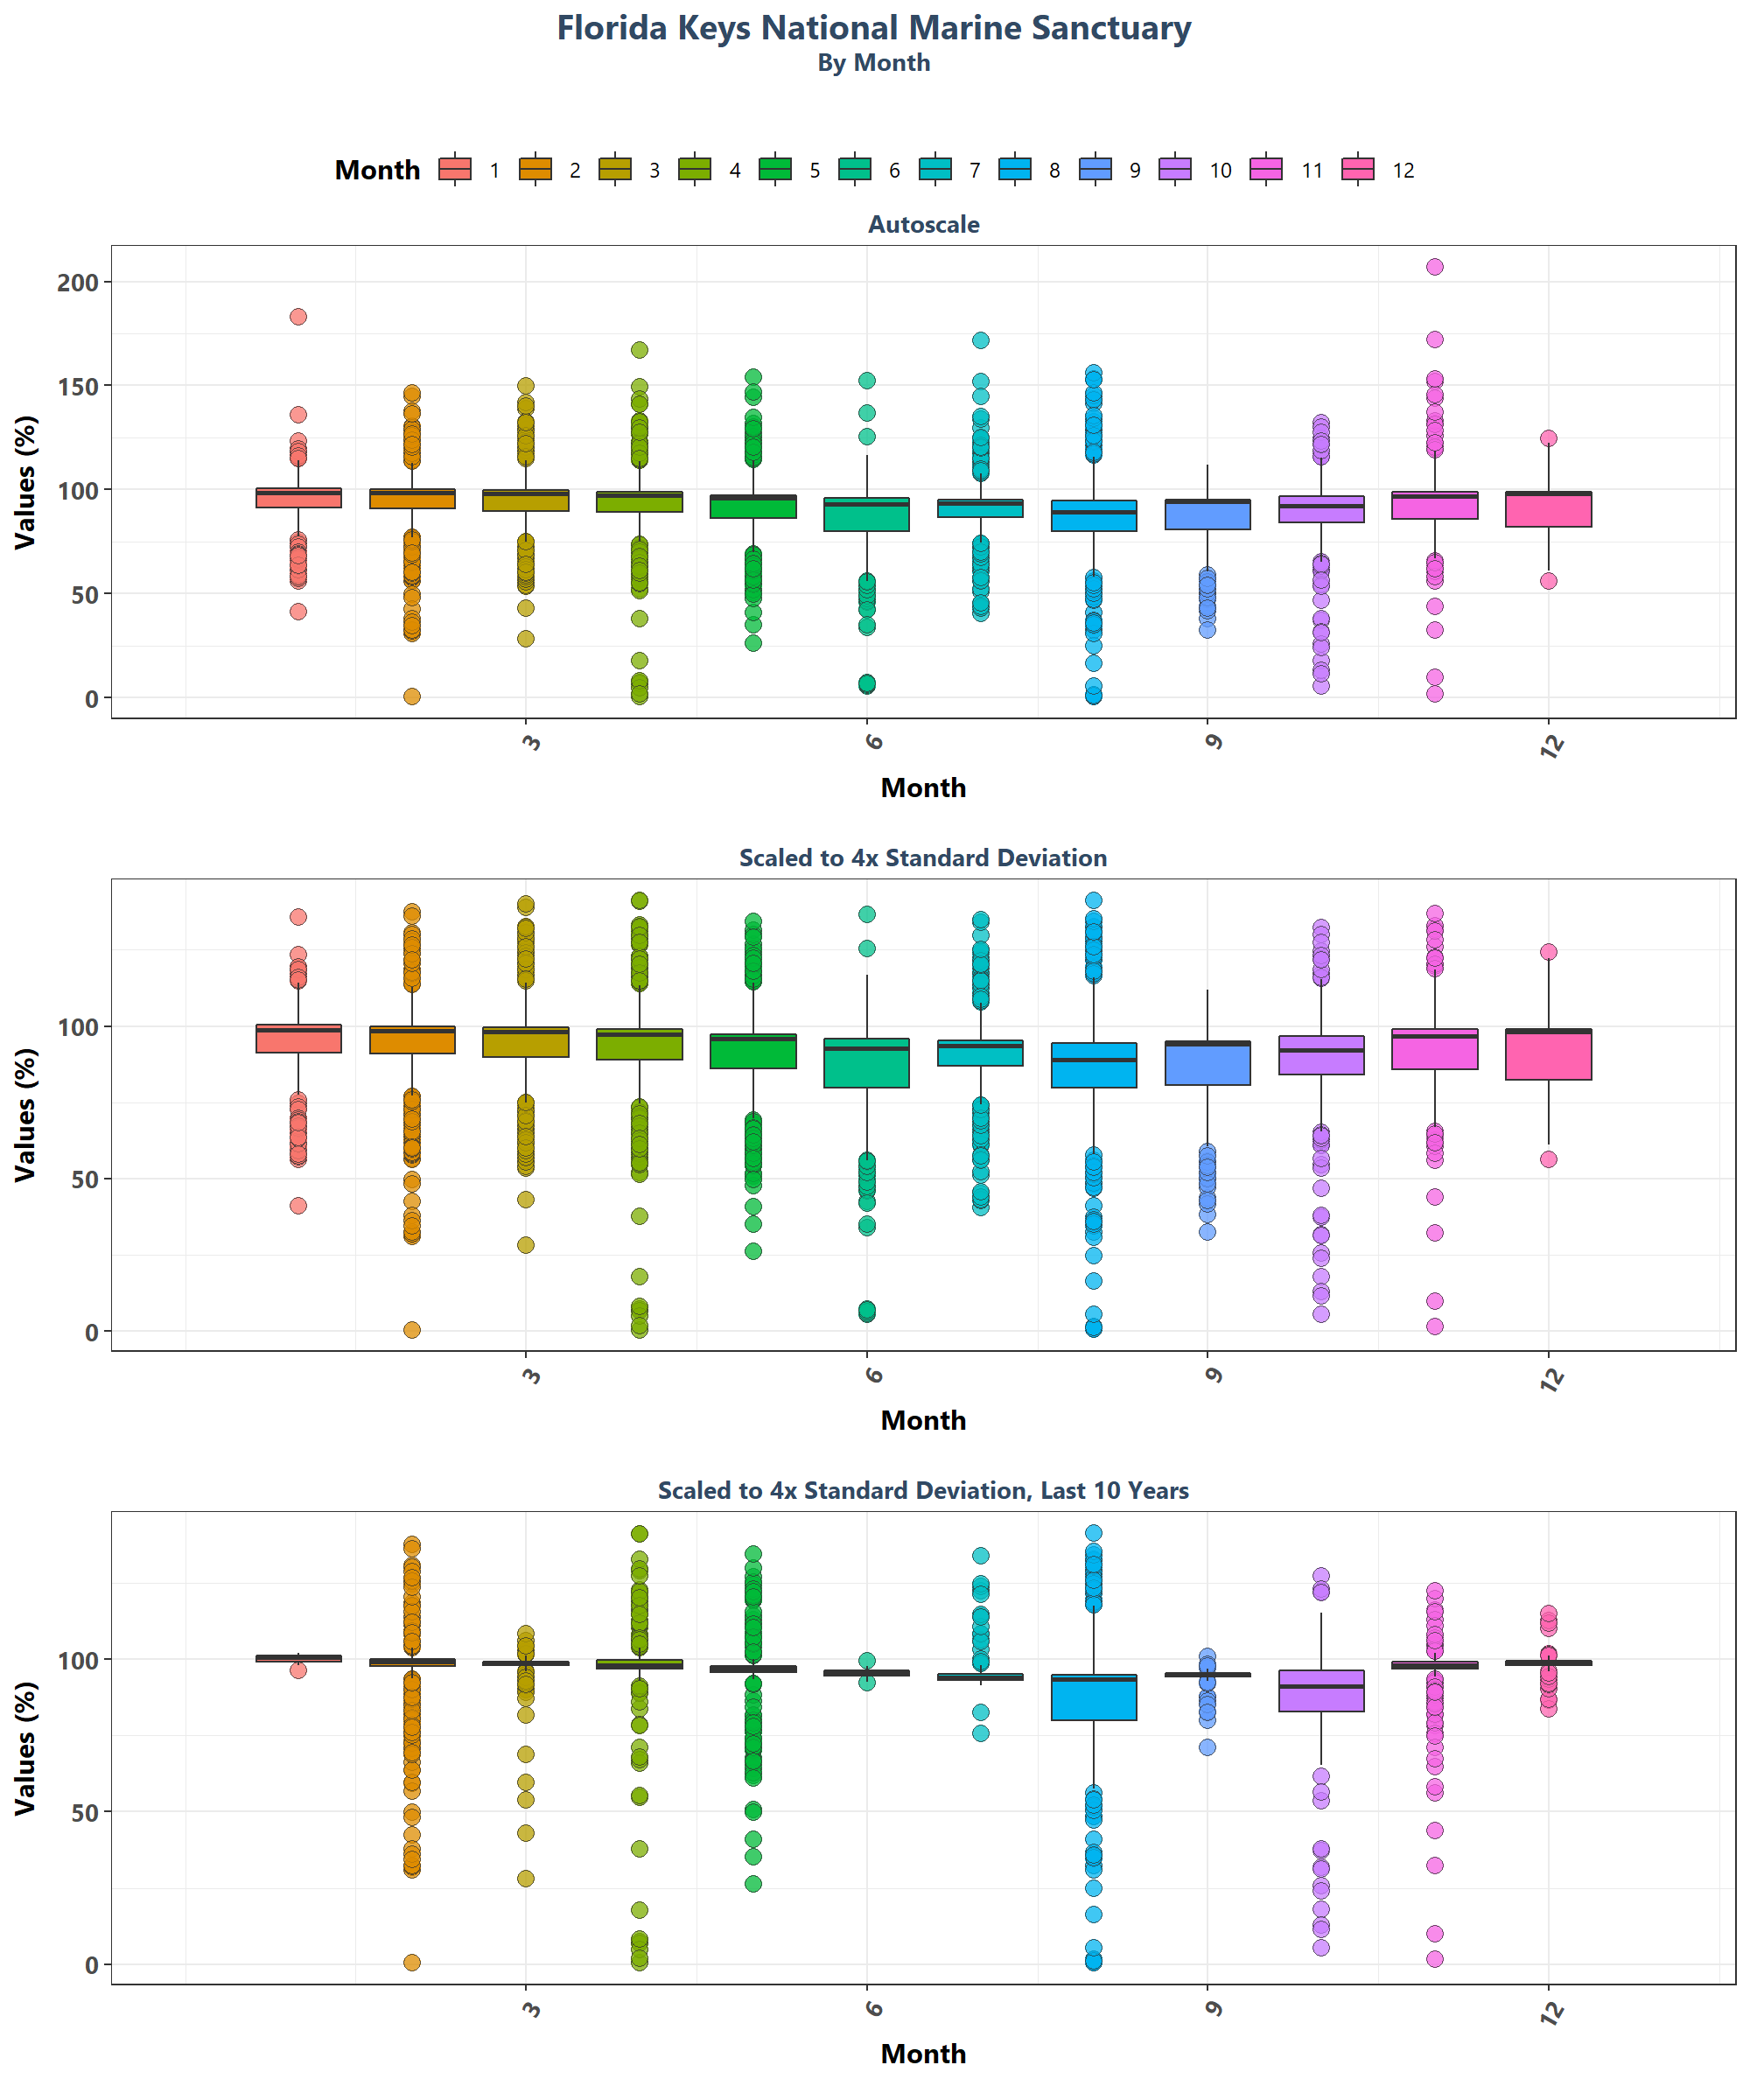 Florida Keys National Marine Sanctuary
By Month
Month 1 2 3 4 5 6 7 8 9 10 11 12
Autoscale
Values (%)
200
150
100
50
0
3 6 9 12
Month
Scaled to 4x Standard Deviation
Values (%)
100
50
0
3 6 9 12
Month
Scaled to 4x Standard Deviation, Last 10 Years
Values (%)
100
50
0
3 6 9 12
Month